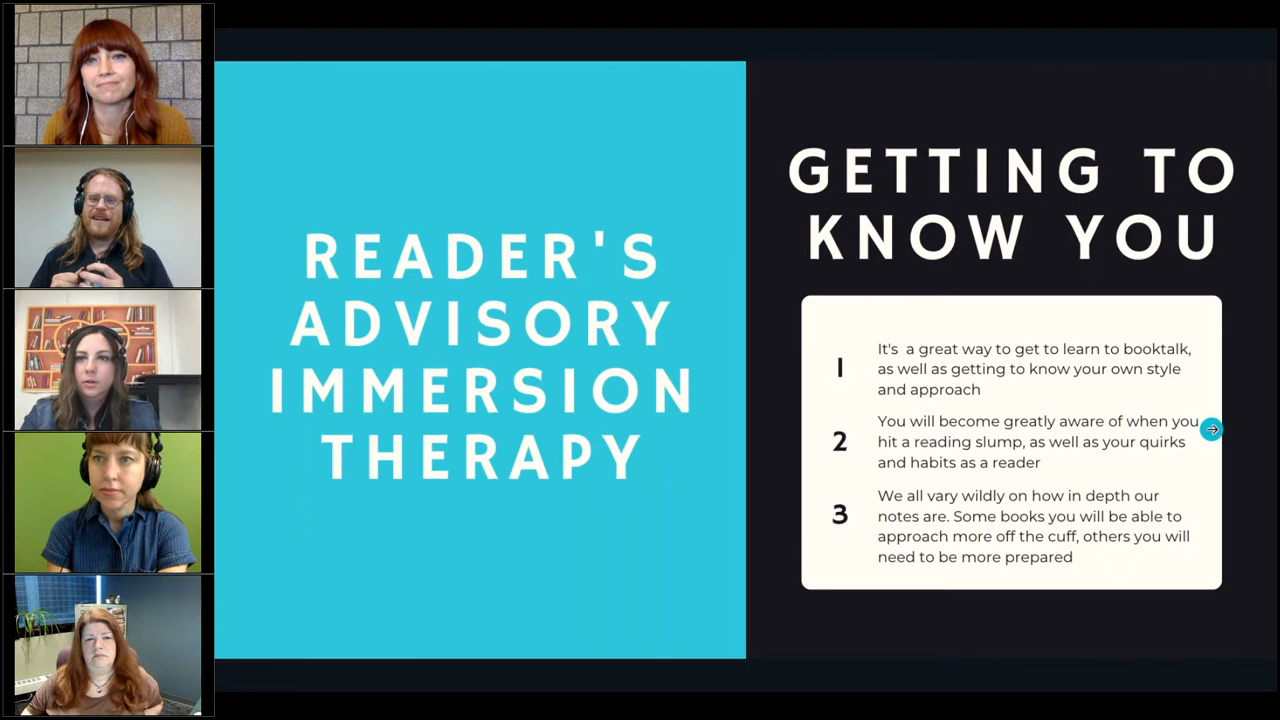 READER'S
ADVISORY
IMMERSION
THERAPY
GETTING TO
KNOW YOU
1
It's a great way to get to learn to booktalk,
as well as getting to know your own style
and approach
2
You will become greatly aware of when you
hit a reading slump, as well as your quirks
and habits as a reader
3
We all vary wildly on how in depth our
notes are. Some books you will be able to
approach more off the cuff, others you will
need to be more prepared